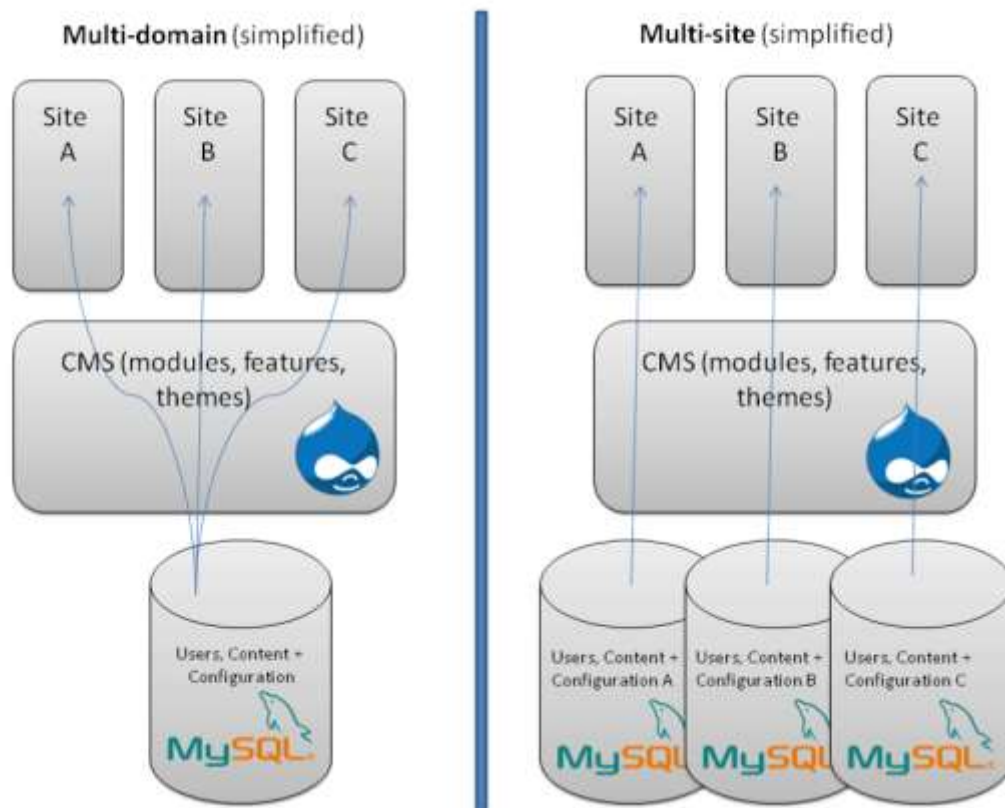 Multi-domain (simplified)
Site
A
Site
B
Site
C
CMS (modules, features,
themes)
Users, Content +
Configuration
MySQL®
Multi-site (simplified)
Site
A
Site
B
Site
C
CMS (modules, features,
themes)
Users, Content +
Configuration A
MySQL
Users, Content +
Configuration B
MySQL
Users, Content +
Configuration C
MySQL®